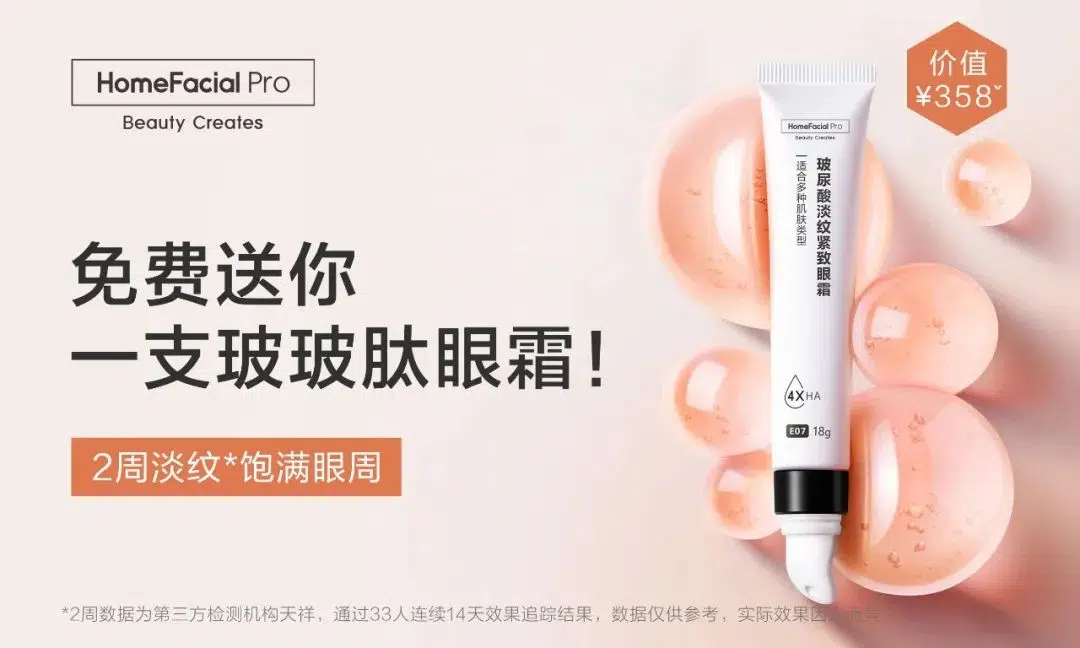 HomeFacial Pro
Beauty Creates
价值
¥358
免费送你
一支玻玻肽眼霜!
2周淡纹*饱满眼周
HomeFacial Pro
Beauty Creates
玻尿酸淡纹紧致眼霜
适合多种肌肤类型
4X HA
E07 18g
*2周数据为第三方检测机构天祥，通过33人连续14天效果追踪结果，数据仅供参考，实际效果因